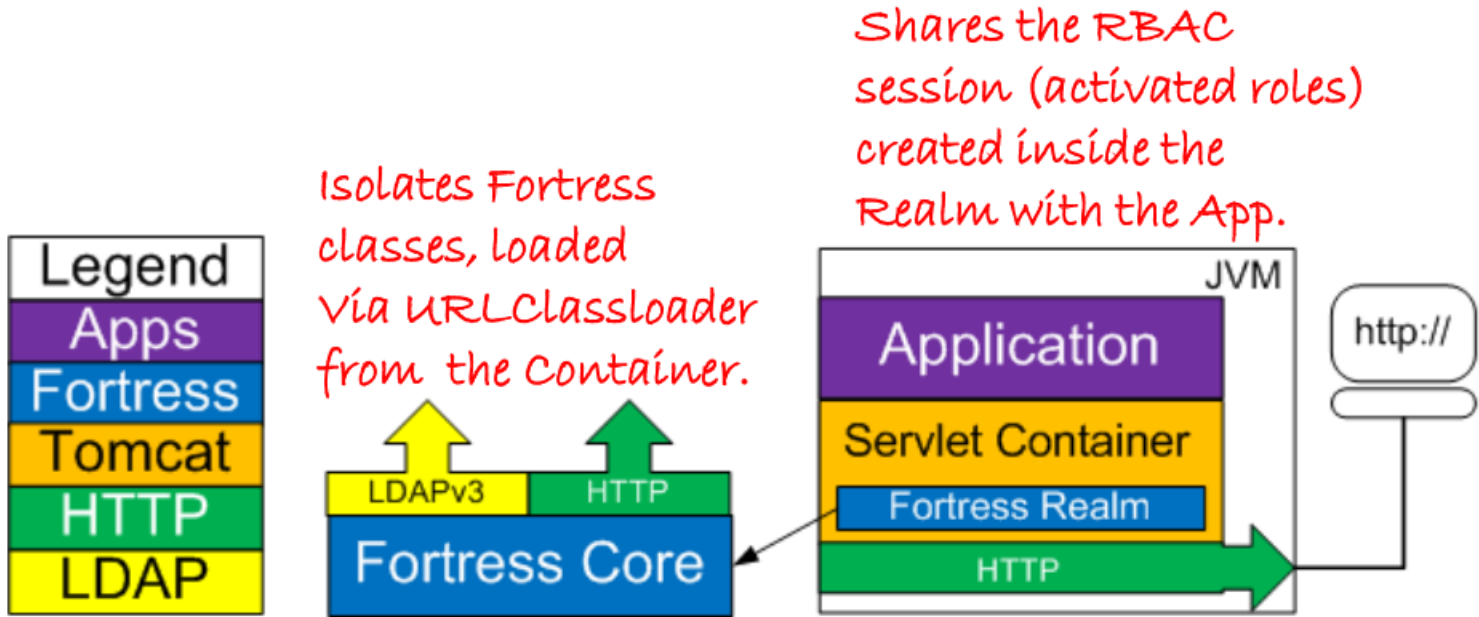 Shares the RBAC
session (activated roles)
created inside the
Realm with the App.
Isolates Fortress
classes, loaded
Via URLClassloader
from the Container.
Legend
Apps
Fortress
Tomcat
HTTP
LDAP
LDAPv3
HTTP
Fortress Core
JVM
Application
Servlet Container
Fortress Realm
HTTP
http://